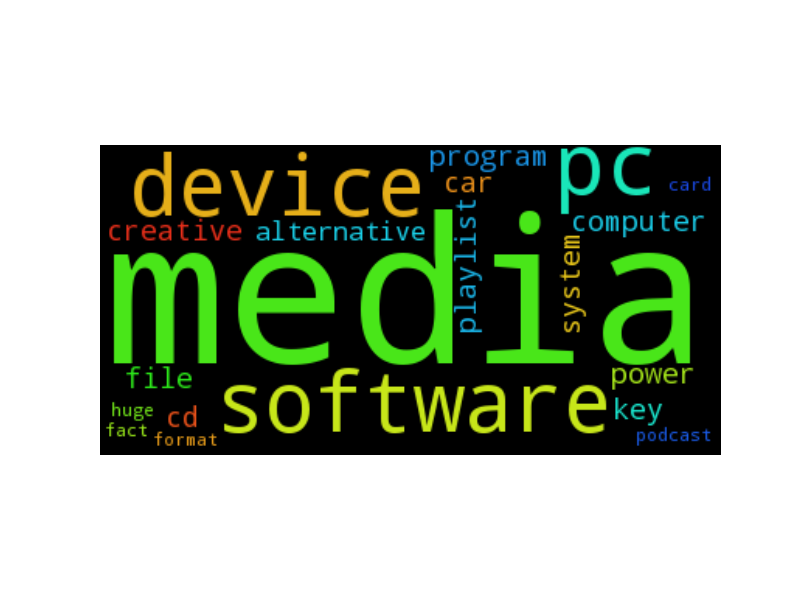 program
pc
device
car
card
creative
alternative
playlist
computer
media
system
file
software
power
huge
cd
key
fact
format
podcast